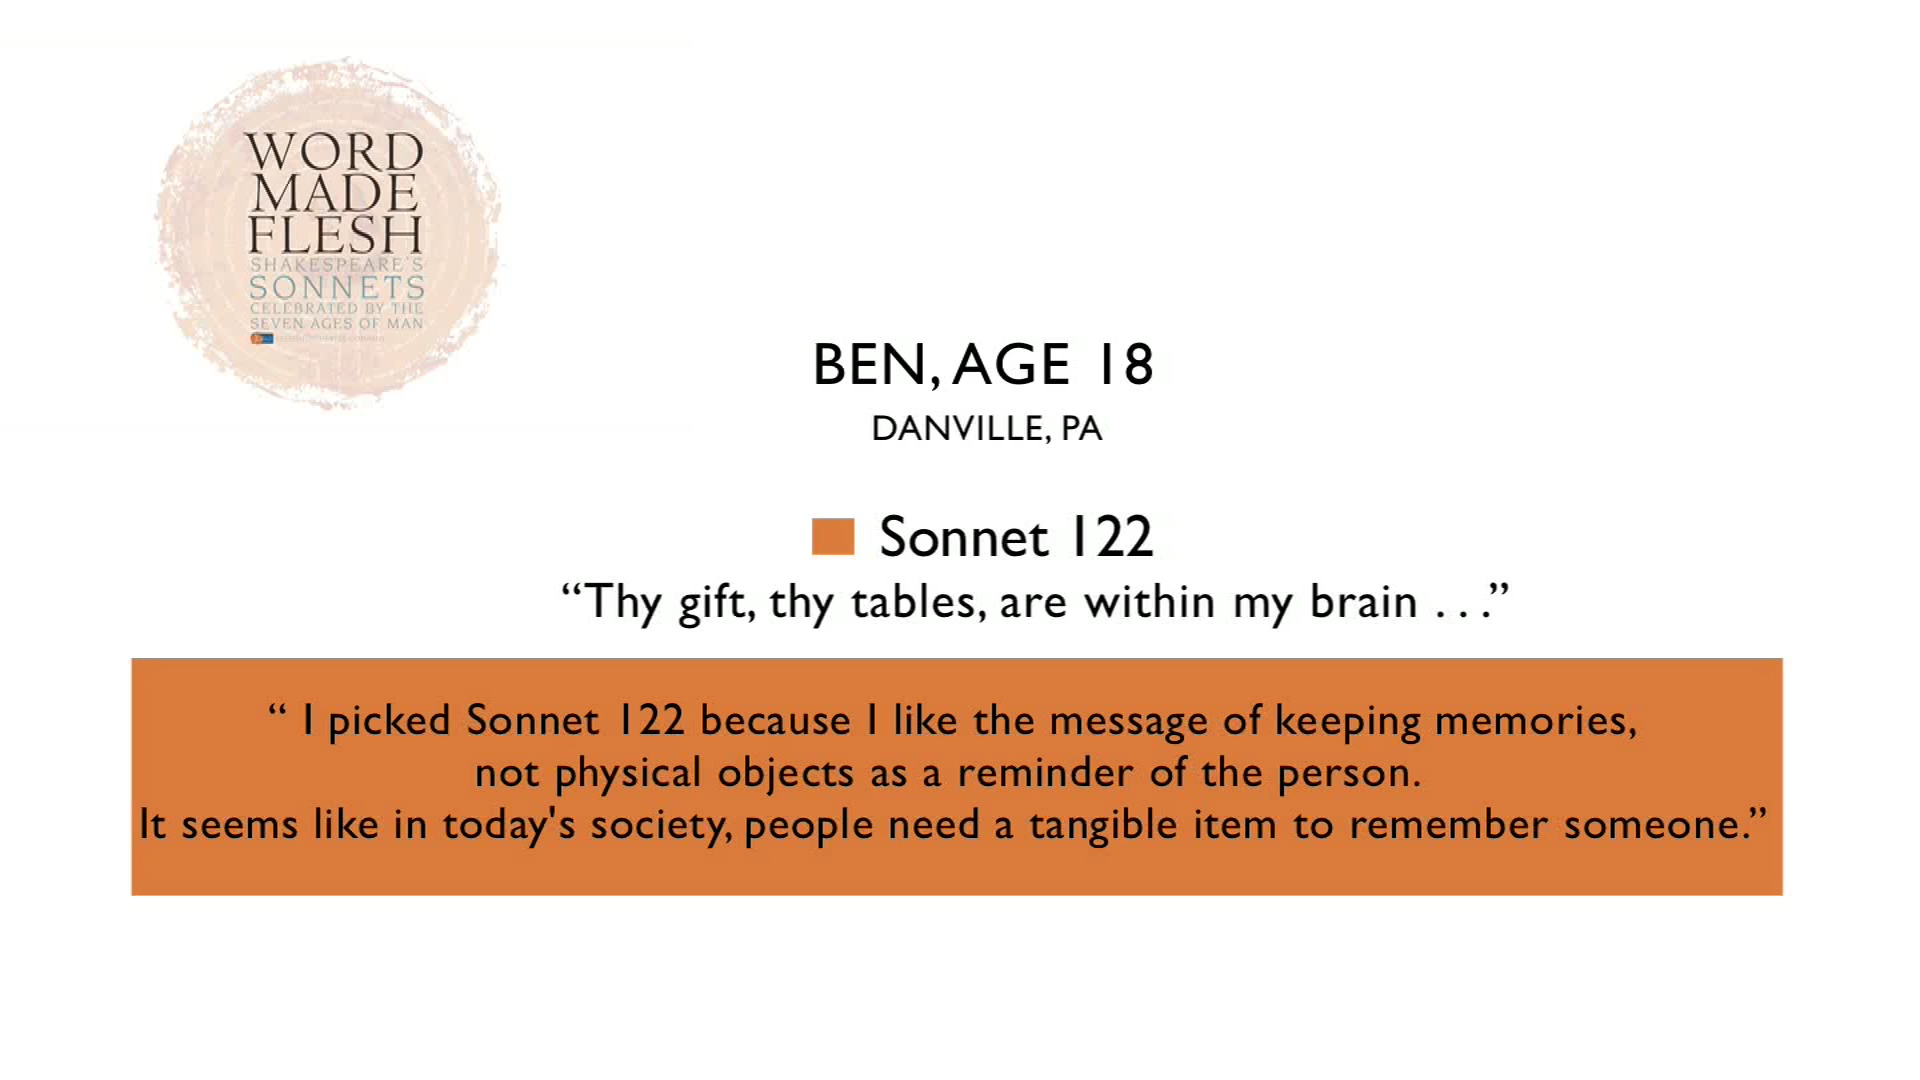 WORD
MADE
FLESH
SHAKESPEARE'S
SONNETS
CELEBRATED BY THE
SEVEN AGES OF MAN
BEN, AGE 18
DANVILLE, PA
Sonnet 122
“Thy gift, thy tables, are within my brain . . .”
“ I picked Sonnet 122 because I like the message of keeping memories,
not physical objects as a reminder of the person.
It seems like in today's society, people need a tangible item to remember someone.”